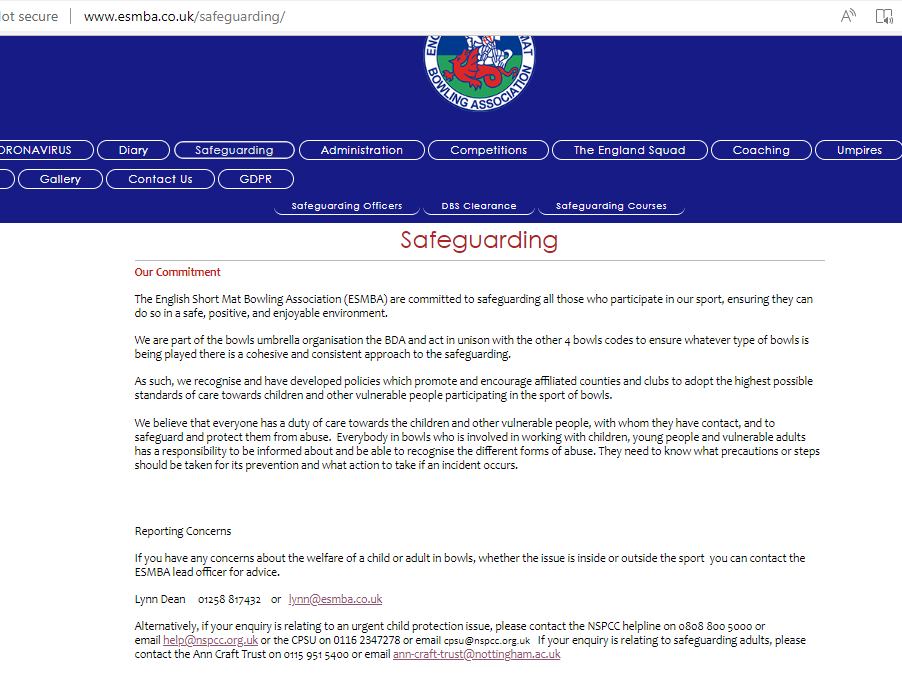 ot secure www.esmba.co.uk/safeguarding/
ENG MAT
BOWLING ASSOCIATION
ORONAVIRUS Diary Safeguarding Administration Competitions The England Squad Coaching Umpires
Gallery Contact Us GDPR
Safeguarding Officers DBS Clearance Safeguarding Courses
Safeguarding
Our Commitment
The English Short Mat Bowling Association (ESMBA) are committed to safeguarding all those who participate in our sport, ensuring they can
do so in a safe, positive, and enjoyable environment.
We are part of the bowls umbrella organisation the BDA and act in unison with the other 4 bowls codes to ensure whatever type of bowls is
being played there is a cohesive and consistent approach to the safeguarding.
As such, we recognise and have developed policies which promote and encourage affiliated counties and clubs to adopt the highest possible
standards of care towards children and other vulnerable people participating in the sport of bowls.
We believe that everyone has a duty of care towards the children and other vulnerable people, with whom they have contact, and to
safeguard and protect them from abuse. Everybody in bowls who is involved in working with children, young people and vulnerable adults
has a responsibility to be informed about and be able to recognise the different forms of abuse. They need to know what precautions or steps
should be taken for its prevention and what action to take if an incident occurs.
Reporting Concerns
If you have any concerns about the welfare of a child or adult in bowls, whether the issue is inside or outside the sport you can contact the
ESMBA lead officer for advice.
Lynn Dean 01258 817432 or lynn@esmba.co.uk
Alternatively, if your enquiry is relating to an urgent child protection issue, please contact the NSPCC helpline on 0808 800 5000 or
email help@nspcc.org.uk or the CPSU on 0116 2347278 or email cpsu@nspcc.org.uk If your enquiry is relating to safeguarding adults, please
contact the Ann Craft Trust on 0115 951 5400 or email ann-craft-trust@nottingham.ac.uk